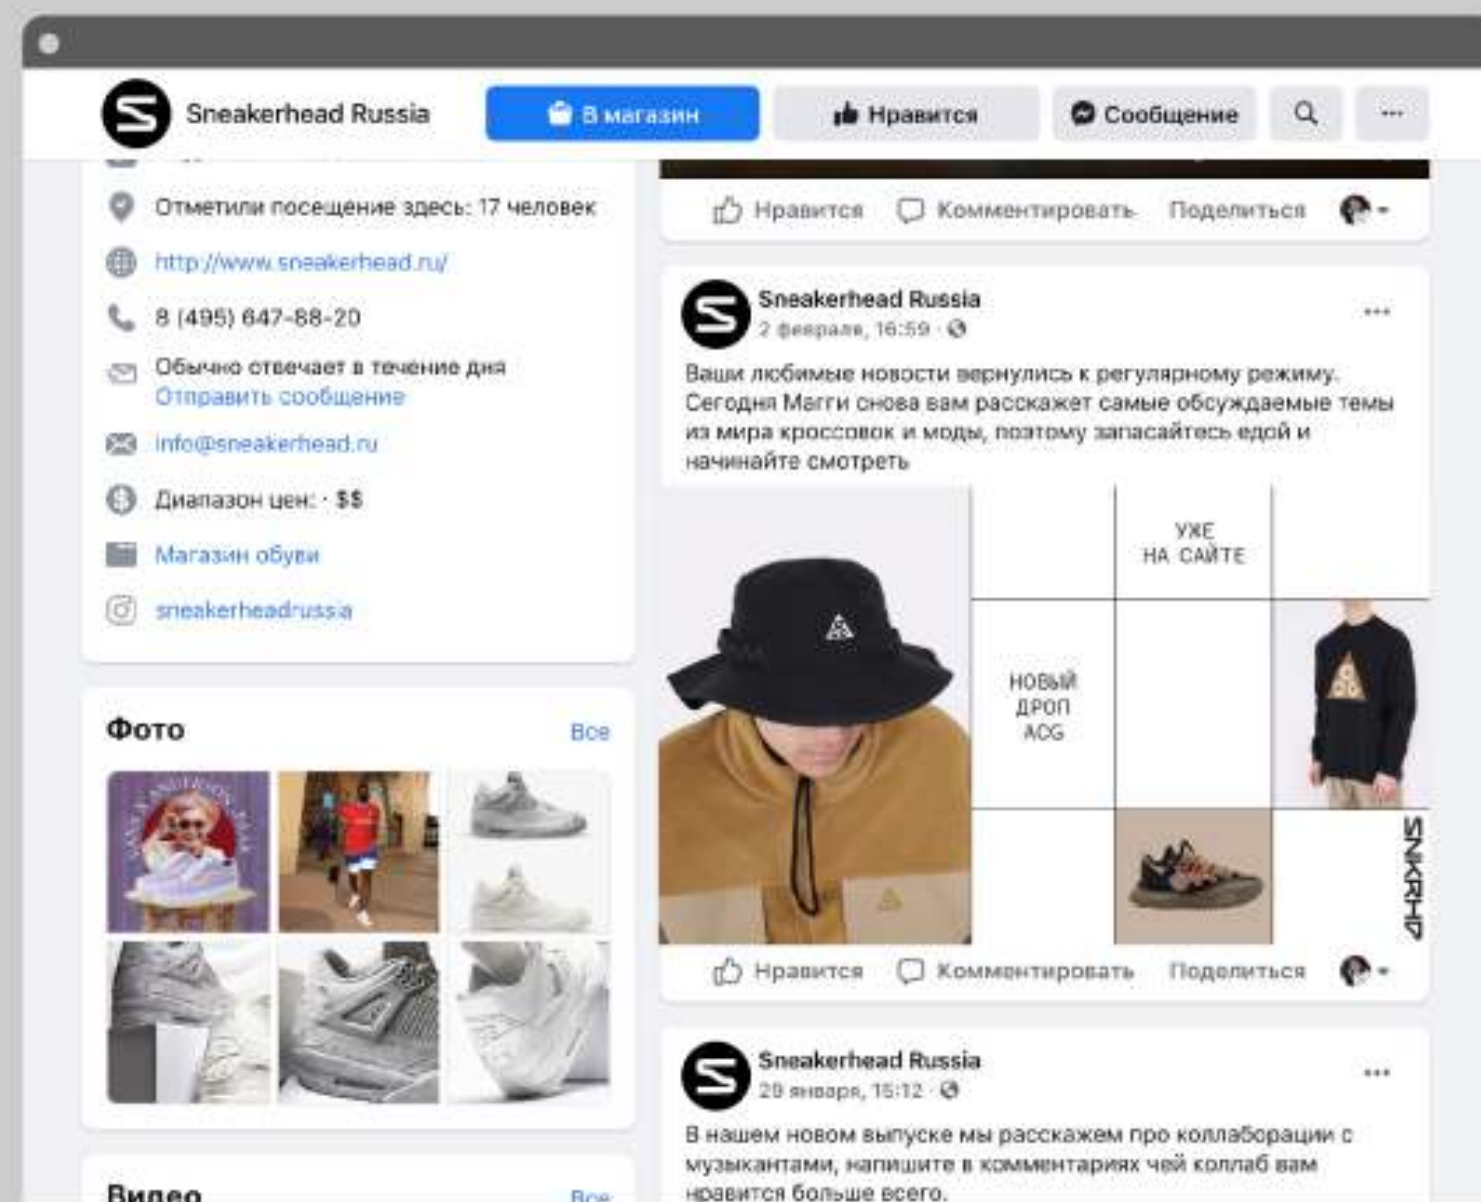 Sneakerhead Russia
В магазин
Нравится
Сообщение
Отметили посещение здесь: 17 человек
http://www.sneakerhead.ru/
8 (495) 647-88-20
Обычно отвечает в течение дня
Отправить сообщение
info@sneakerhead.ru
Диапазон цен: · $$
Магазин обуви
sneakerheadrussia
Фото
Все
Видео
Все
Нравится Комментировать Поделиться
Sneakerhead Russia
2 февраля, 16:59
Ваши любимые новости вернулись к регулярному режиму.
Сегодня Магги снова вам расскажет самые обсуждаемые темы
из мира кроссовок и моды, поэтому запасайтесь едой и
начинайте смотреть
УЖЕ
НА САЙТЕ
НОВЫЙ
ДРОП
ACG
SNKRHD
Нравится Комментировать Поделиться
Sneakerhead Russia
29 января, 15:12
В нашем новом выпуске мы расскажем про коллаборации с
музыкантами, напишите в комментариях чей коллаб вам
нравится больше всего.